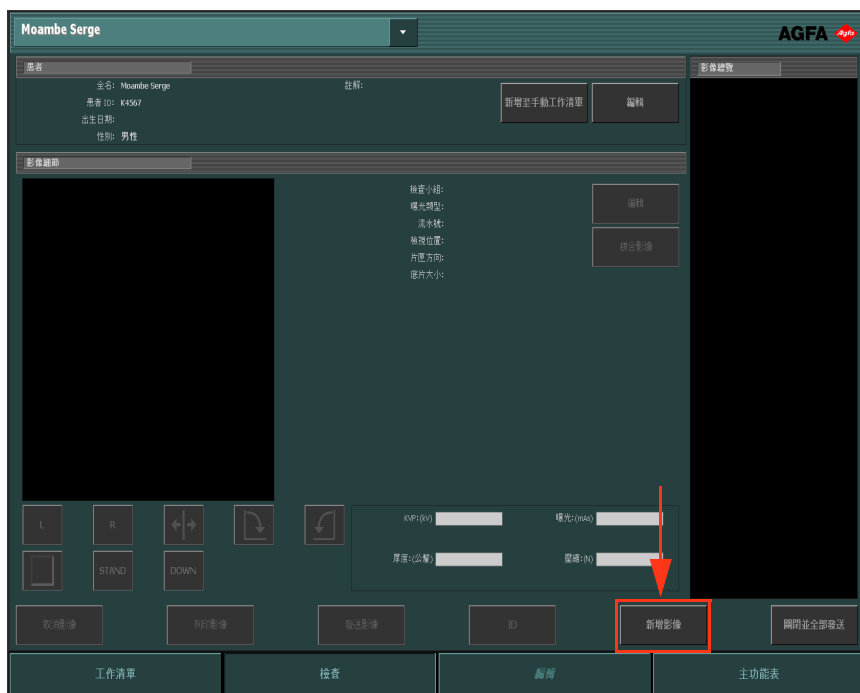 Moambe Serge
AGFA Agfa
患者
影像總覽
全名: Moambe Serge
註解:
患者 ID: K4567
出生日期:
性別: 男性
新增至手動工作清單
編輯
影像細節
檢查小組:
曝光類型:
流水號:
檢視位置:
片匣方向:
底片大小:
編輯
拼合影像
L
R
STAND
DOWN
KVP:(kV)
曝光:(mAs)
厚度:(公釐)
壓縮:(N)
取消影像
列印影像
發送影像
ID
新增影像
關閉並全部發送
工作清單
檢查
編輯
主功能表